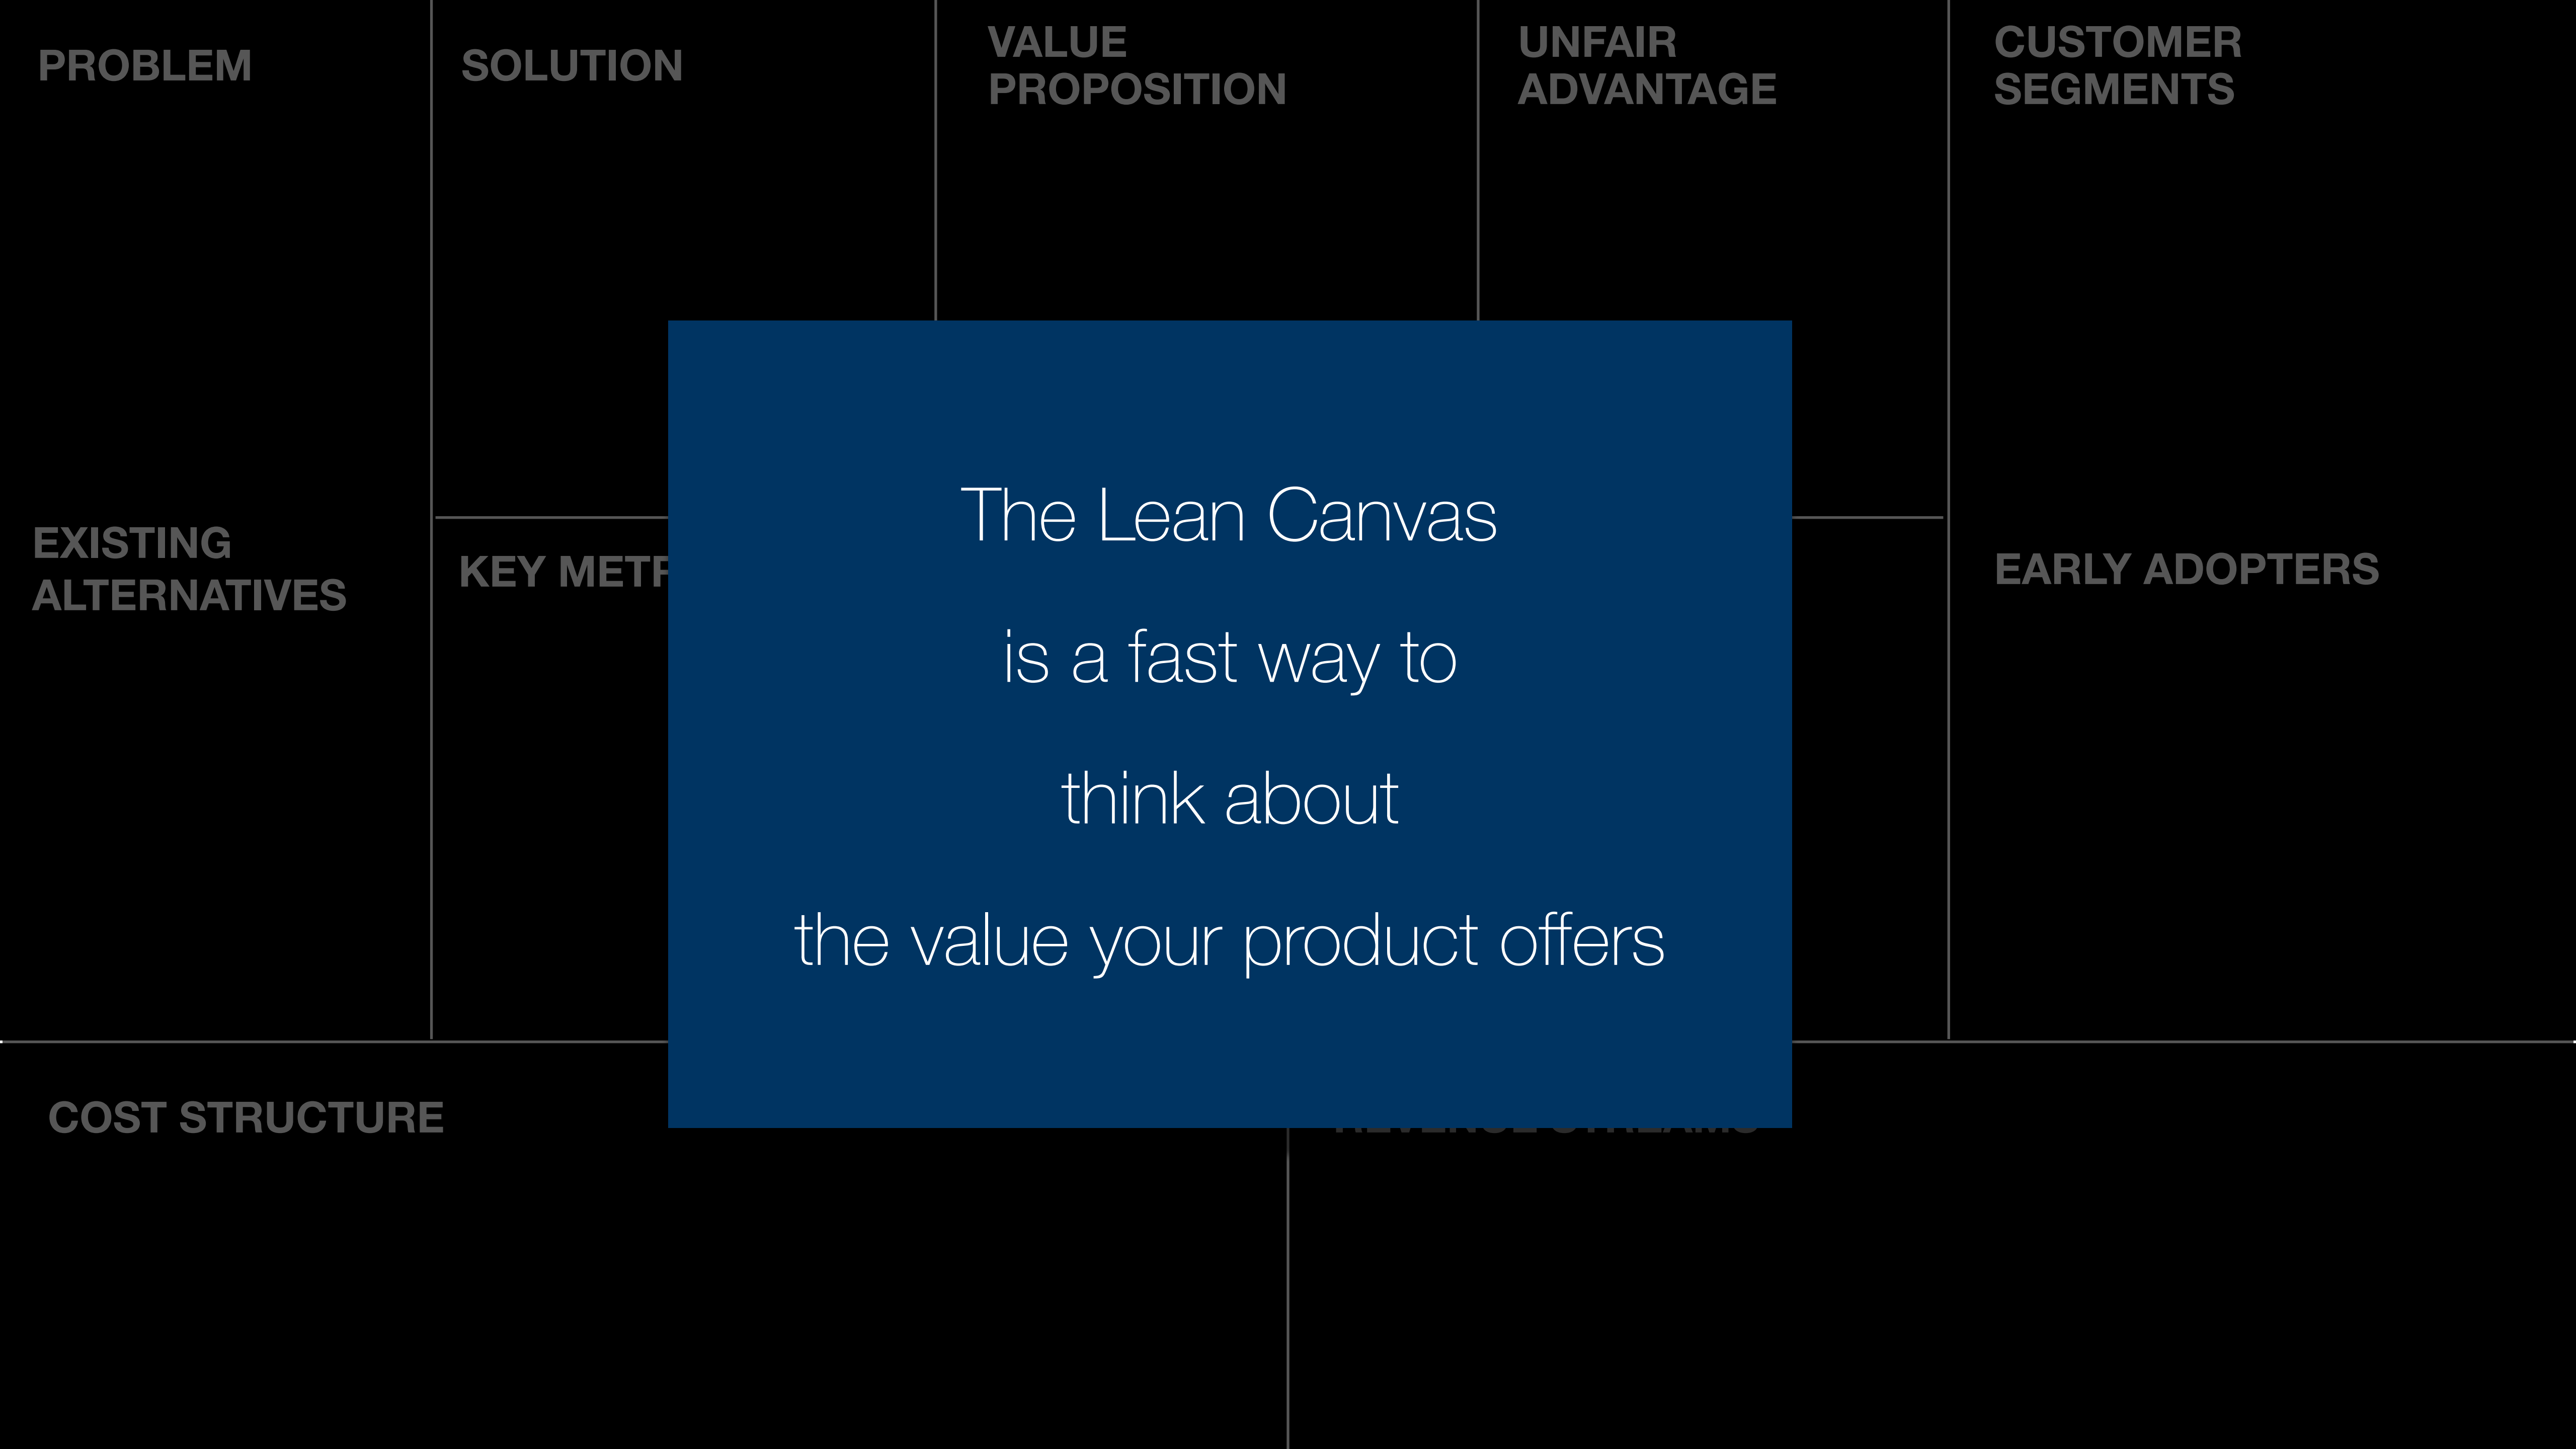 PROBLEM
SOLUTION
VALUE
PROPOSITION
UNFAIR
ADVANTAGE
CUSTOMER
SEGMENTS
EXISTING
ALTERNATIVES
KEY
EARLY ADOPTERS
The Lean Canvas
is a fast way to
think about
the value your product offers
COST STRUCTURE